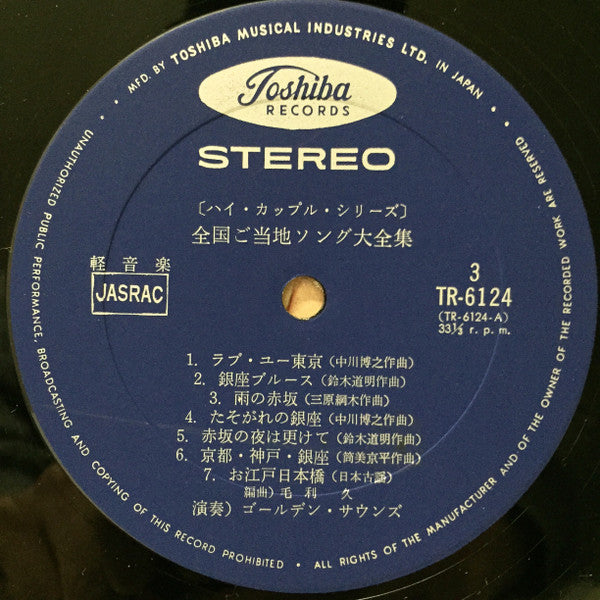 • MFD. BY TOSHIBA MUSICAL INDUSTRIES LTD. IN JAPAN •
Toshiba
RECORDS
STEREO
〔ハイ・カップル・シリーズ〕
全国ご当地ソング大全集
軽音楽
JASRAC
3
TR-6124
(TR-6124-A)
33⅓ r. p. m.
1. ラブ・ユー東京(中川博之作曲)
2. 銀座ブルース(鈴木道明作曲)
3. 雨の赤坂(三原綱木作曲)
4. たそがれの銀座(中川博之作曲)
5. 赤坂の夜は更けて(鈴木道明作曲)
6. 京都・神戸・銀座(筒美京平作曲)
7. お江戸日本橋(日本古謡)
編曲)毛利 久
演奏)ゴールデン・サウンズ
UNAUTHORIZED PUBLIC PERFORMANCE, BROADCASTING AND COPYING OF THIS RECORD PROHIBITED • ALL RIGHTS OF THE MANUFACTURER AND OF THE OWNER OF THE RECORDED WORK ARE RESERVED